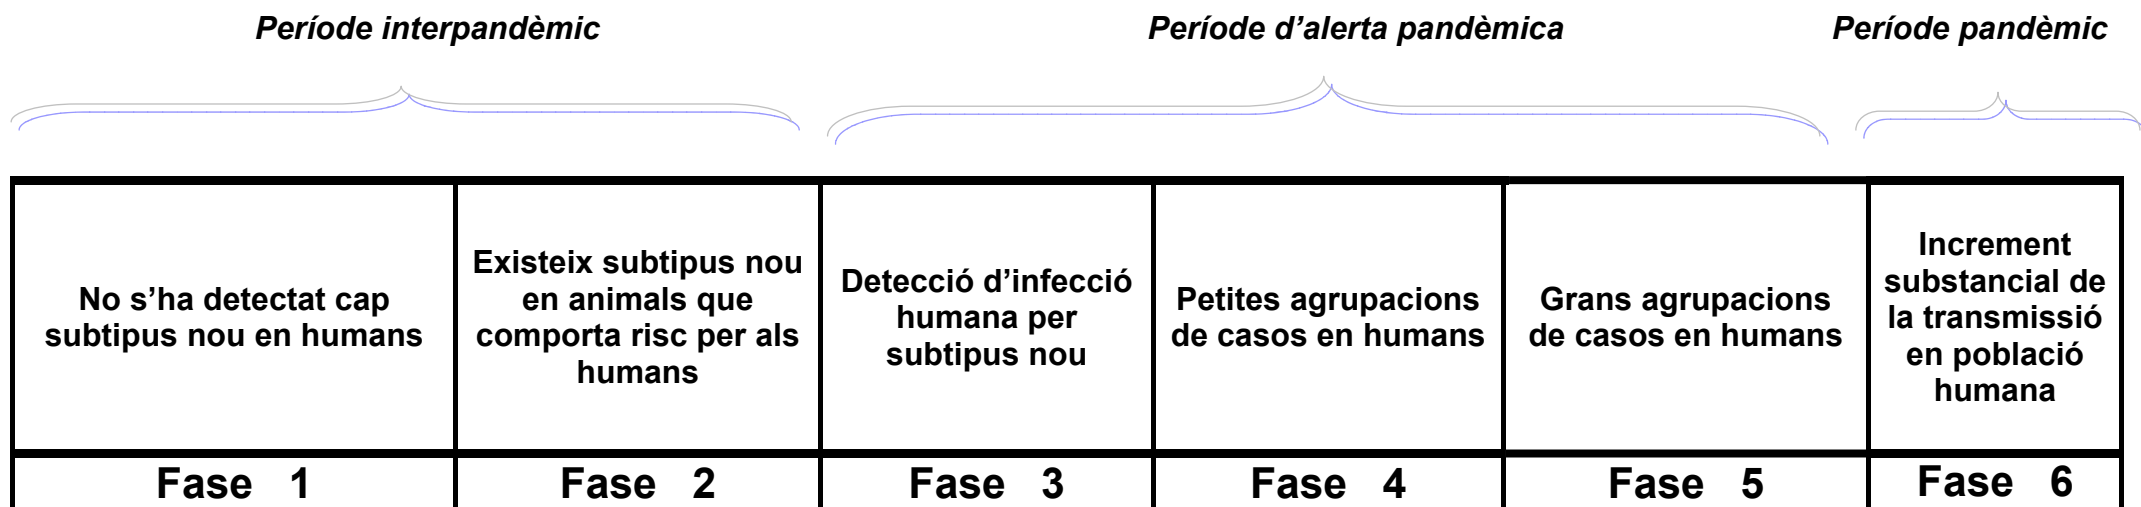 Període interpandèmic
Període d’alerta pandèmica
Període pandèmic
No s’ha detectat cap
subtipus nou en humans
Existeix subtipus nou
en animals que
comporta risc per als
humans
Detecció d’infecció
humana per
subtipus nou
Petites agrupacions
de casos en humans
Grans agrupacions
de casos en humans
Increment
substancial de
la transmissió
en població
humana
Fase 1
Fase 2
Fase 3
Fase 4
Fase 5
Fase 6